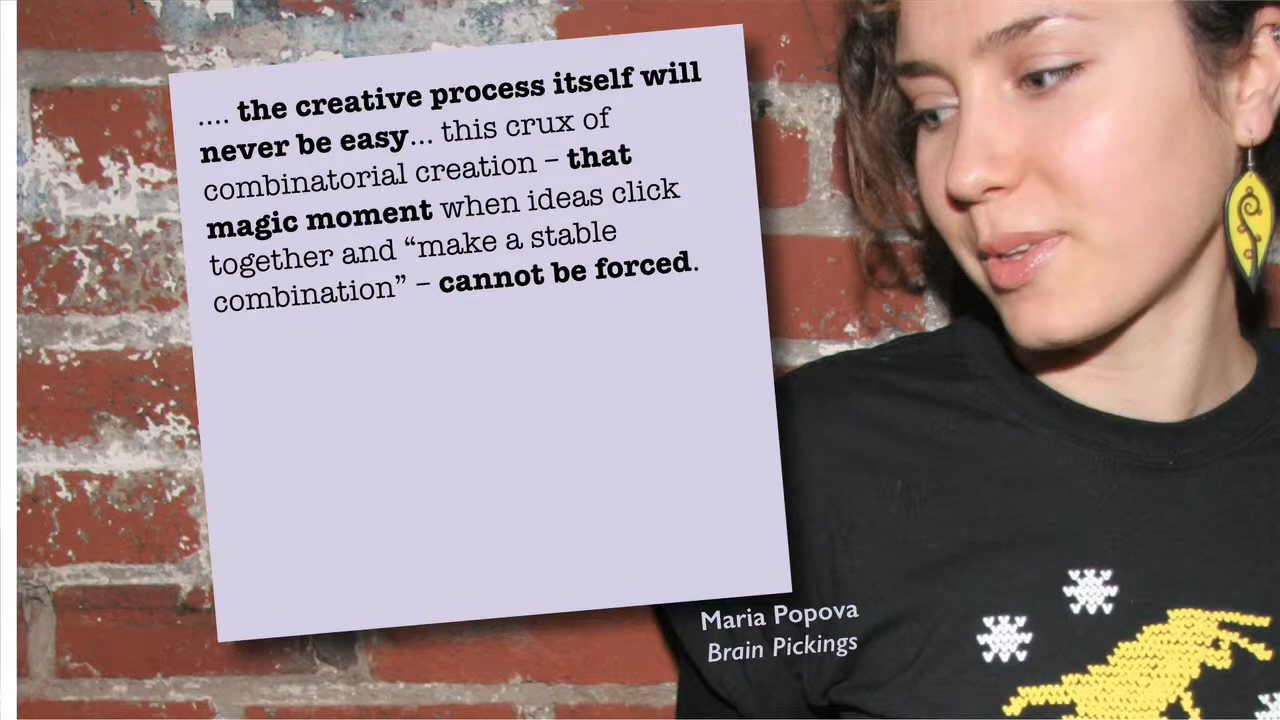 .... the creative process itself will
never be easy... this crux of
combinatorial creation – that
magic moment when ideas click
together and “make a stable
combination” – cannot be forced.
Maria Popova
Brain Pickings